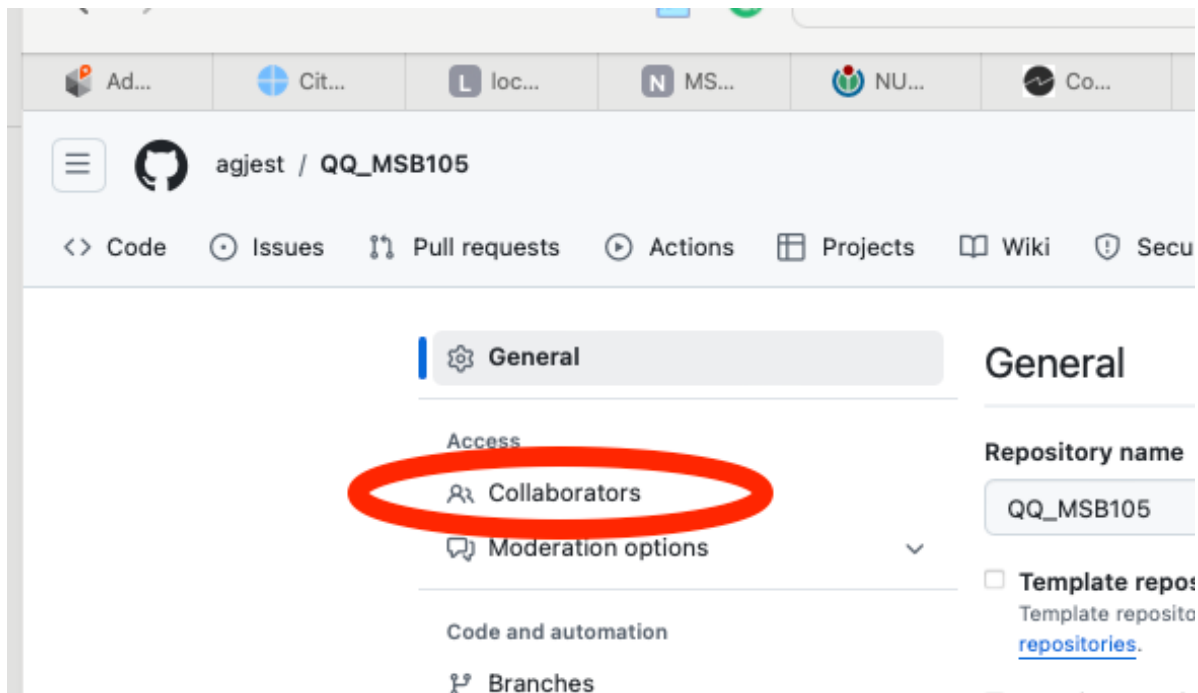 Ad...
Cit...
L loc...
N MS...
NU...
Co...
agjest / QQ_MSB105
Code
Issues
Pull requests
Actions
Projects
Wiki
Secu
General
Access
Collaborators
Moderation options
Code and automation
Branches
General
Repository name
QQ_MSB105
Template repos
Template reposito
repositories.